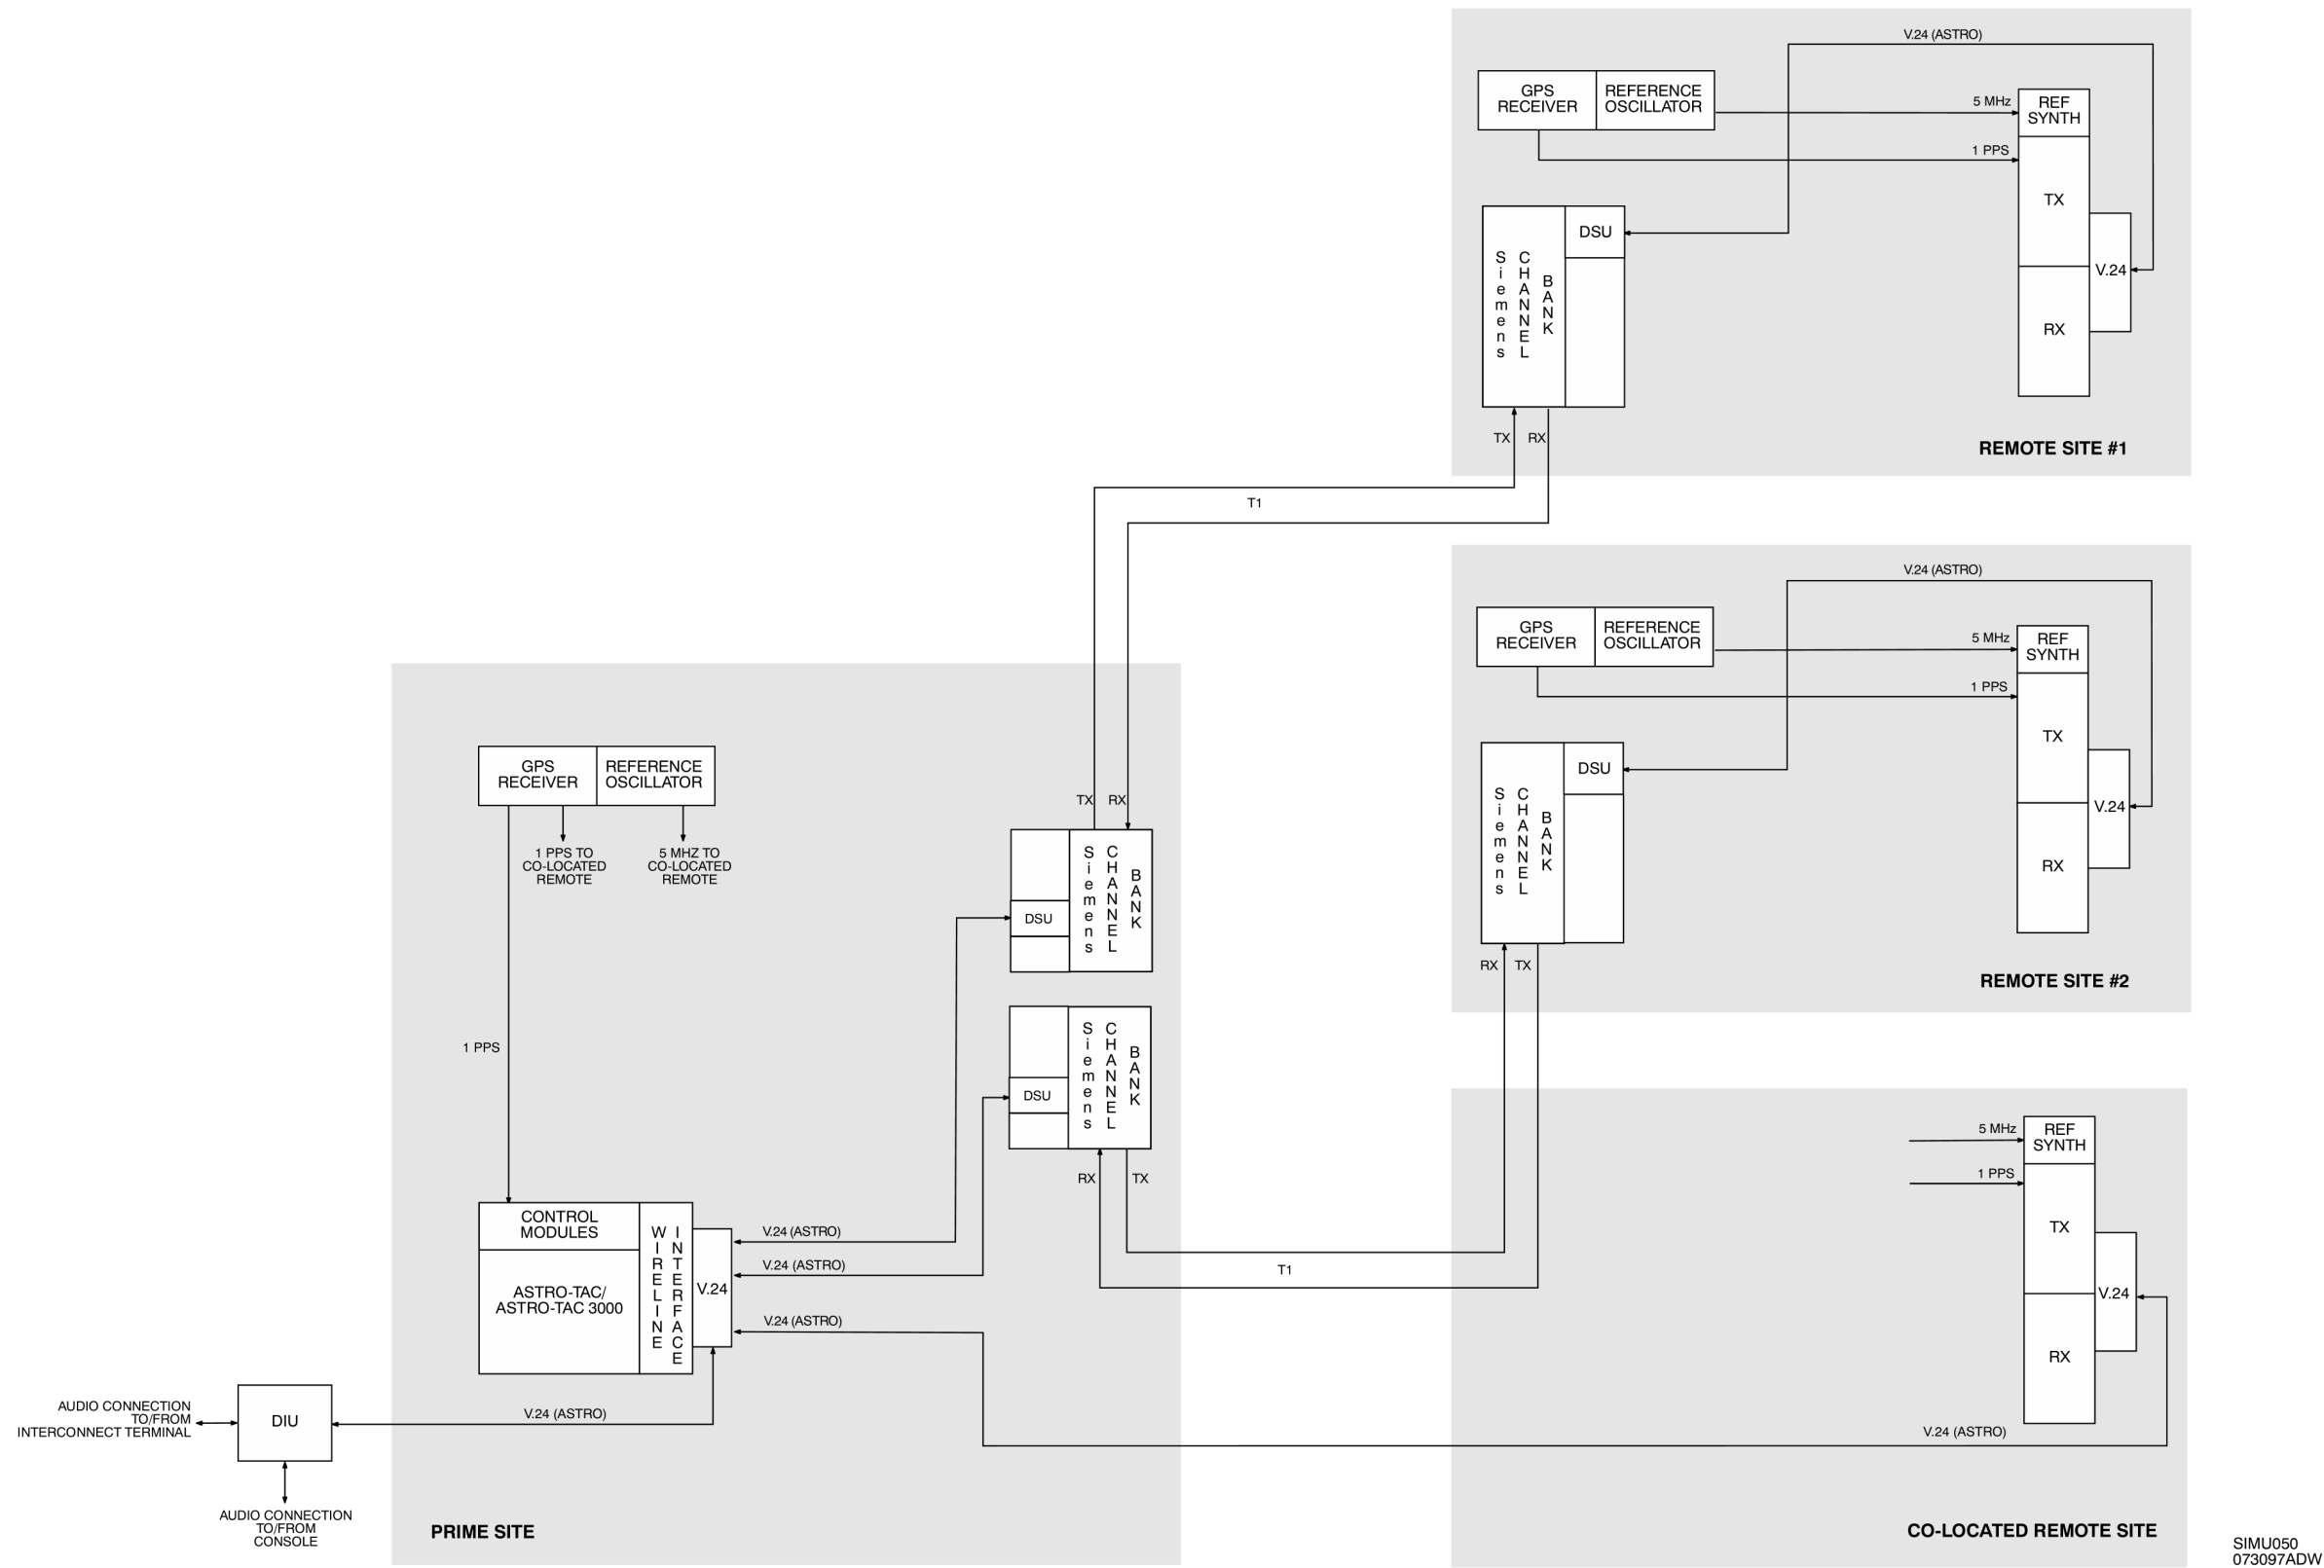 V.24 (ASTRO)
GPS
RECEIVER
REFERENCE
OSCILLATOR
5 MHz
1 PPS
REF
SYNTH
TX
RX
V.24
Siemens
CHANNEL
BANK
DSU
TX
RX
REMOTE SITE #1
T1
V.24 (ASTRO)
GPS
RECEIVER
REFERENCE
OSCILLATOR
5 MHz
1 PPS
REF
SYNTH
TX
RX
V.24
Siemens
CHANNEL
BANK
DSU
RX
TX
REMOTE SITE #2
GPS
RECEIVER
REFERENCE
OSCILLATOR
1 PPS TO
CO-LOCATED
REMOTE
5 MHZ TO
CO-LOCATED
REMOTE
1 PPS
TX
RX
DSU
Siemens
CHANNEL
BANK
DSU
Siemens
CHANNEL
BANK
RX
TX
T1
CONTROL
MODULES
ASTRO-TAC/
ASTRO-TAC 3000
WIRELINE
INTERFACE
V.24
V.24 (ASTRO)
V.24 (ASTRO)
V.24 (ASTRO)
V.24 (ASTRO)
DIU
AUDIO CONNECTION
TO/FROM
INTERCONNECT TERMINAL
AUDIO CONNECTION
TO/FROM
CONSOLE
PRIME SITE
5 MHz
1 PPS
REF
SYNTH
TX
RX
V.24
V.24 (ASTRO)
CO-LOCATED REMOTE SITE
SIMU050
073097ADW